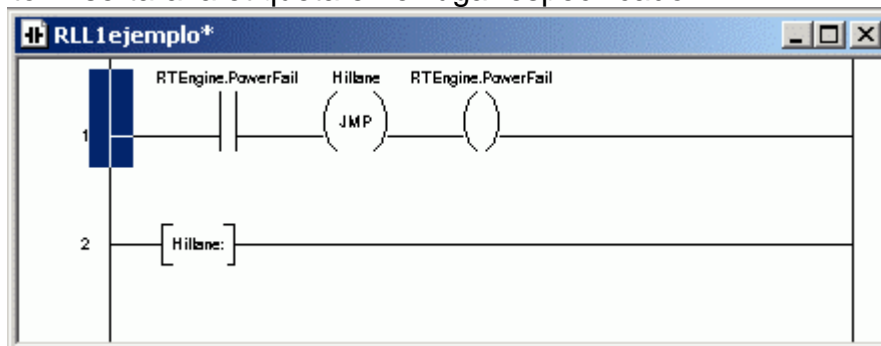 RLL1ejemplo*
RTEngine.PowerFail Hillane RTEngine.PowerFail
JMP
1
2 Hillane: